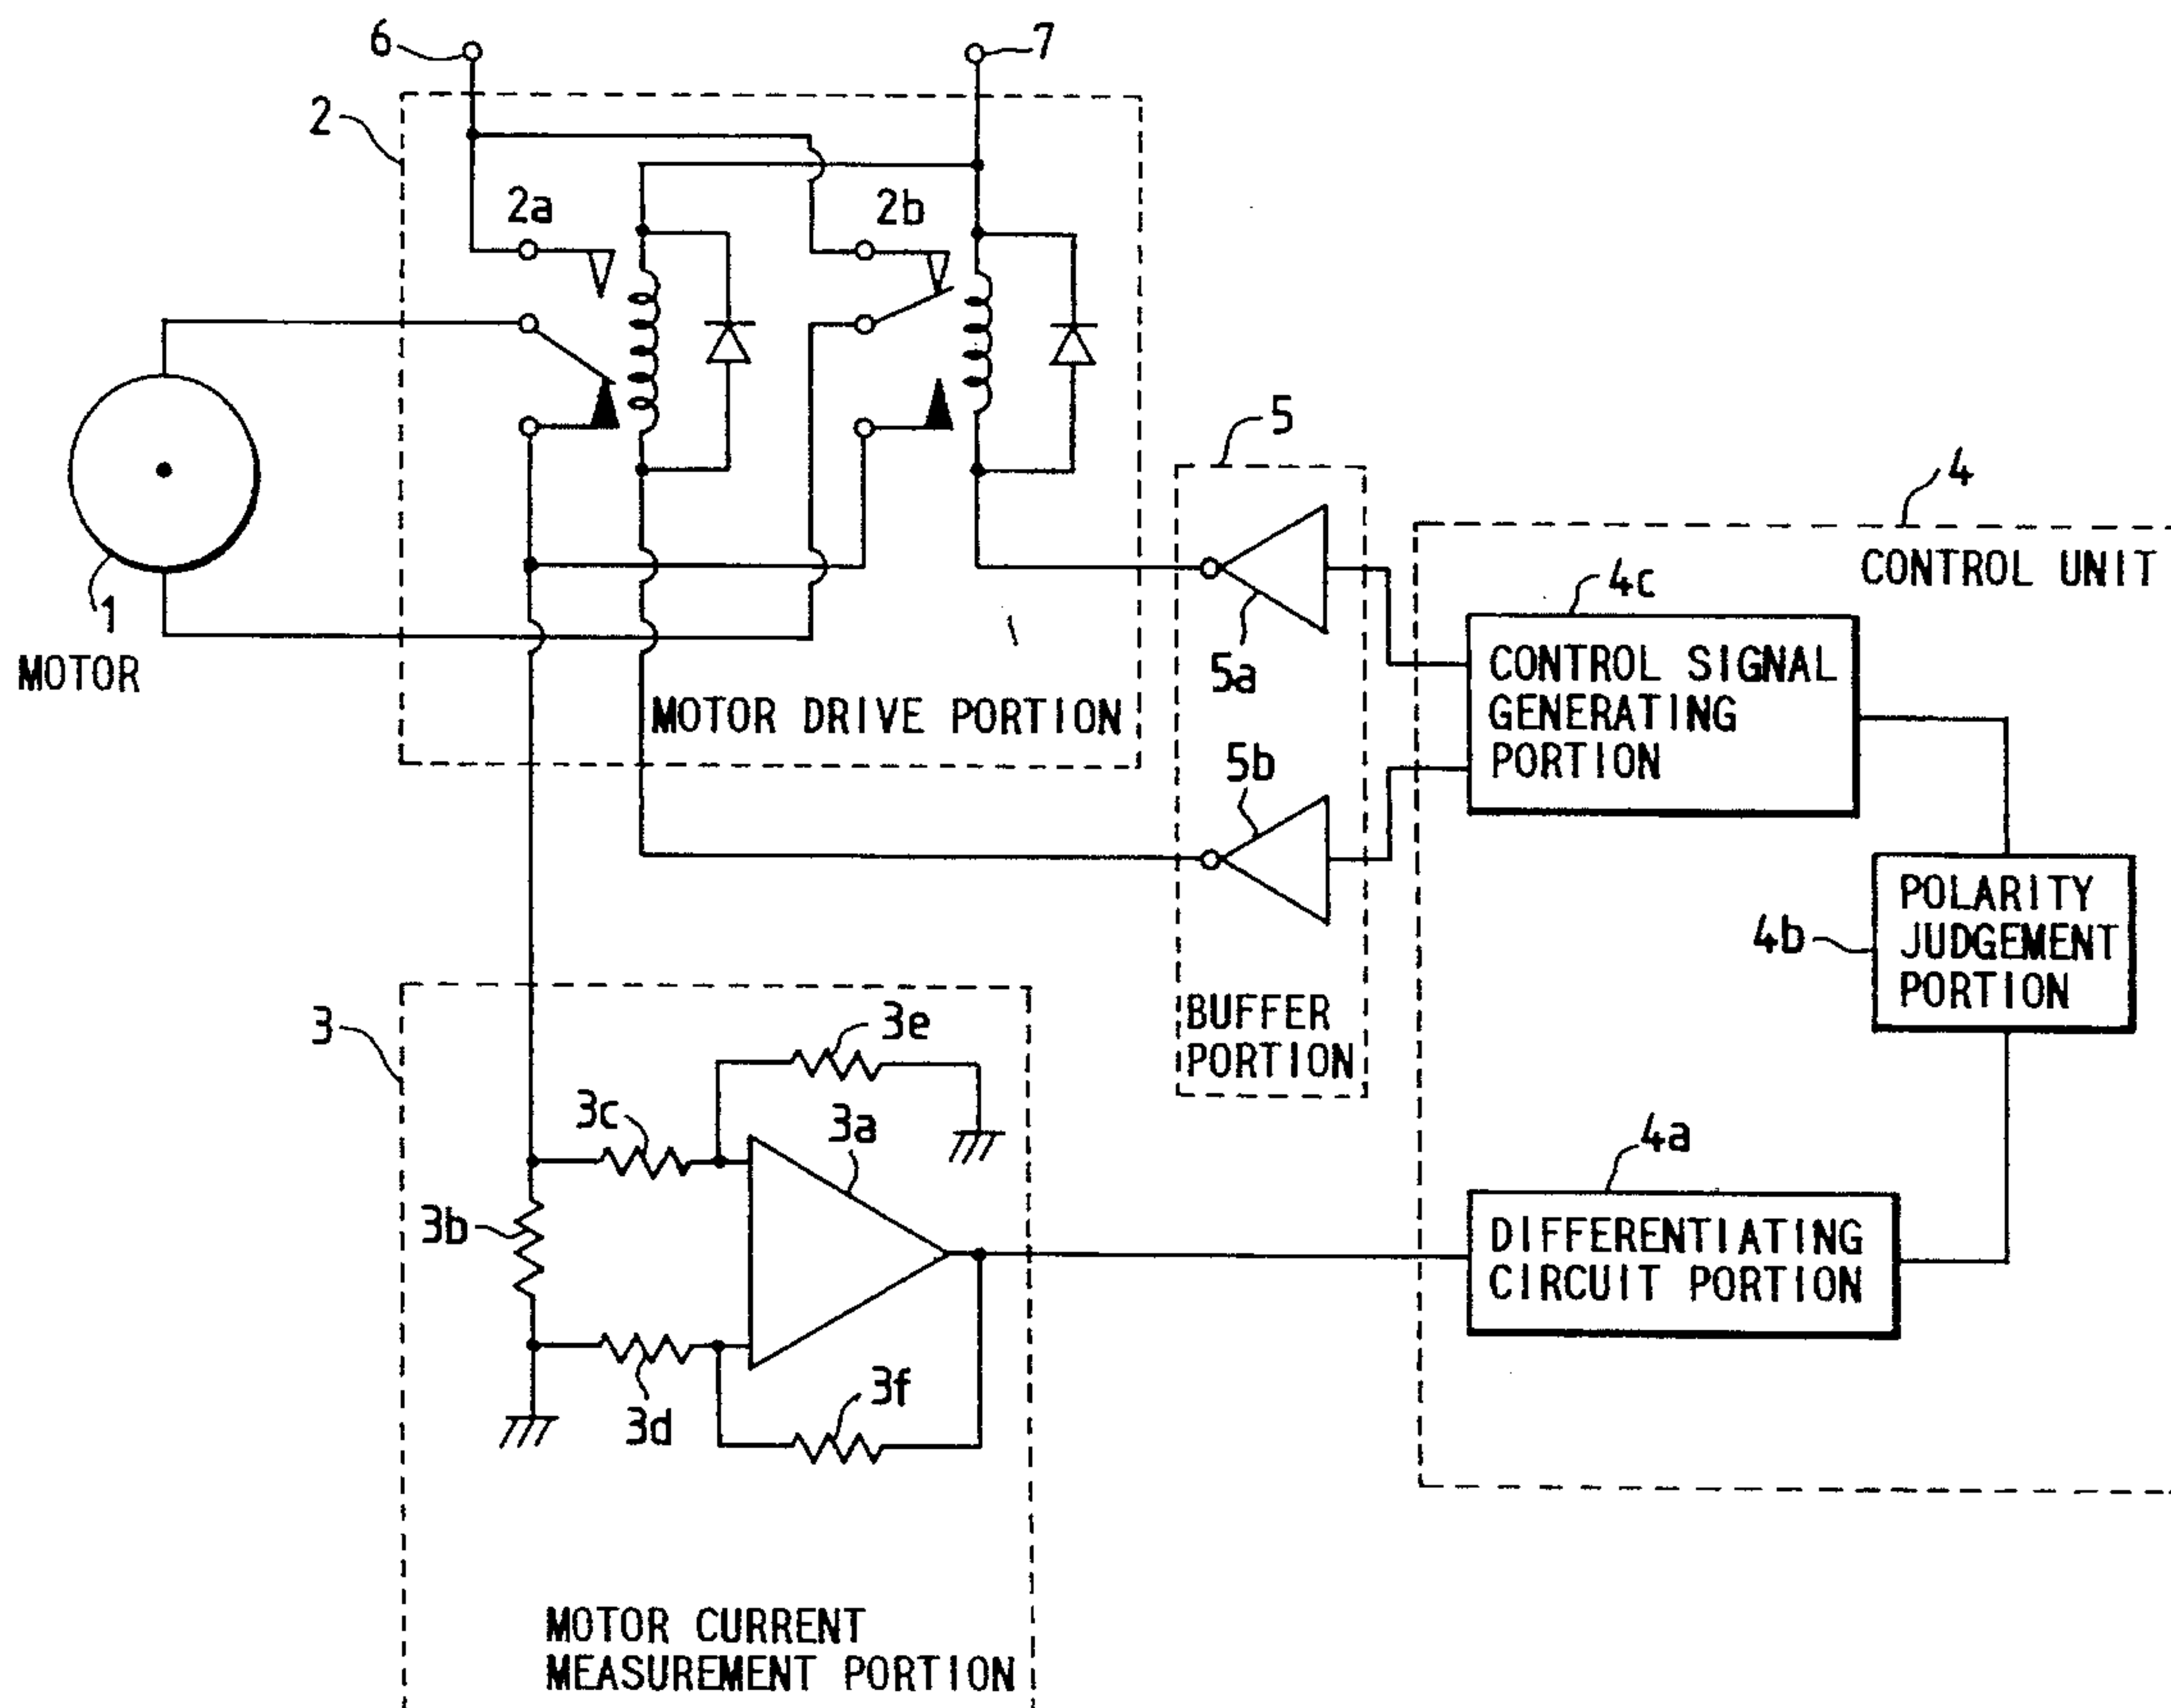 6
7
2
2a
2b
1
MOTOR
MOTOR DRIVE PORTION
5
5a
5b
BUFFER
PORTION
4
CONTROL UNIT
4c
CONTROL SIGNAL
GENERATING
PORTION
4b
POLARITY
JUDGEMENT
PORTION
4a
DIFFERENTIATING
CIRCUIT PORTION
3
3e
3c
3a
3b
3d
3f
MOTOR CURRENT
MEASUREMENT PORTION